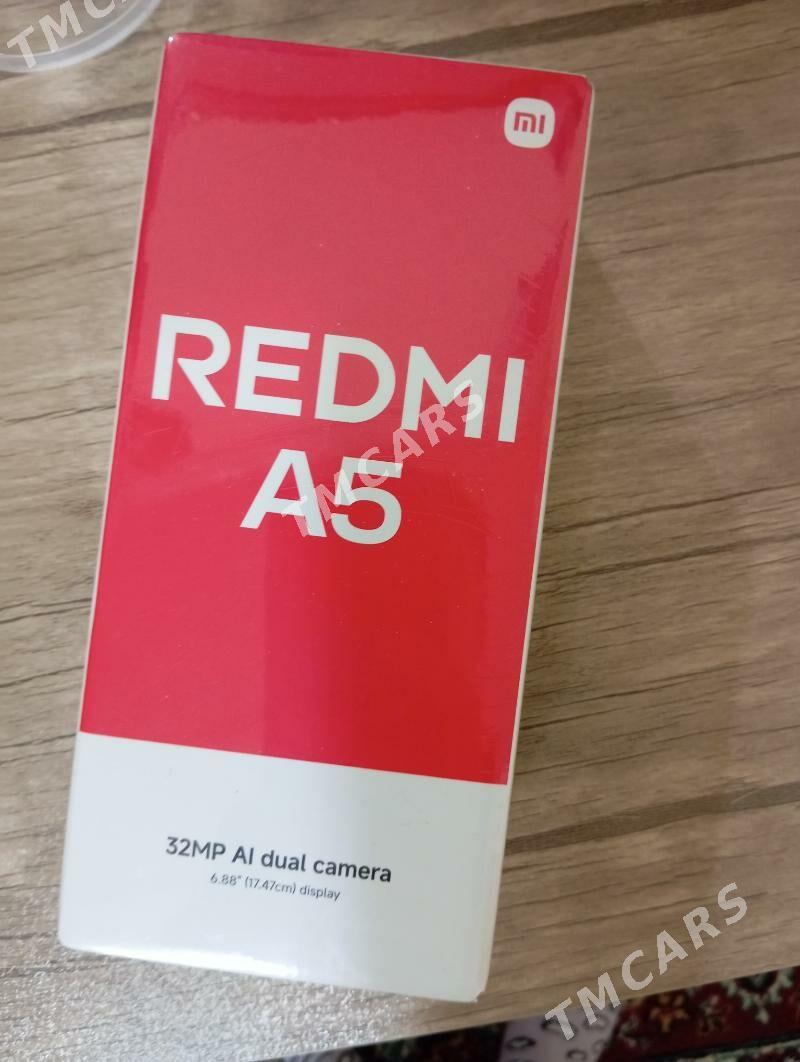 TMCARS
mi
REDMI
A5
TMCARS
32MP AI dual camera
6.88" (17.47cm) display
TMCARS